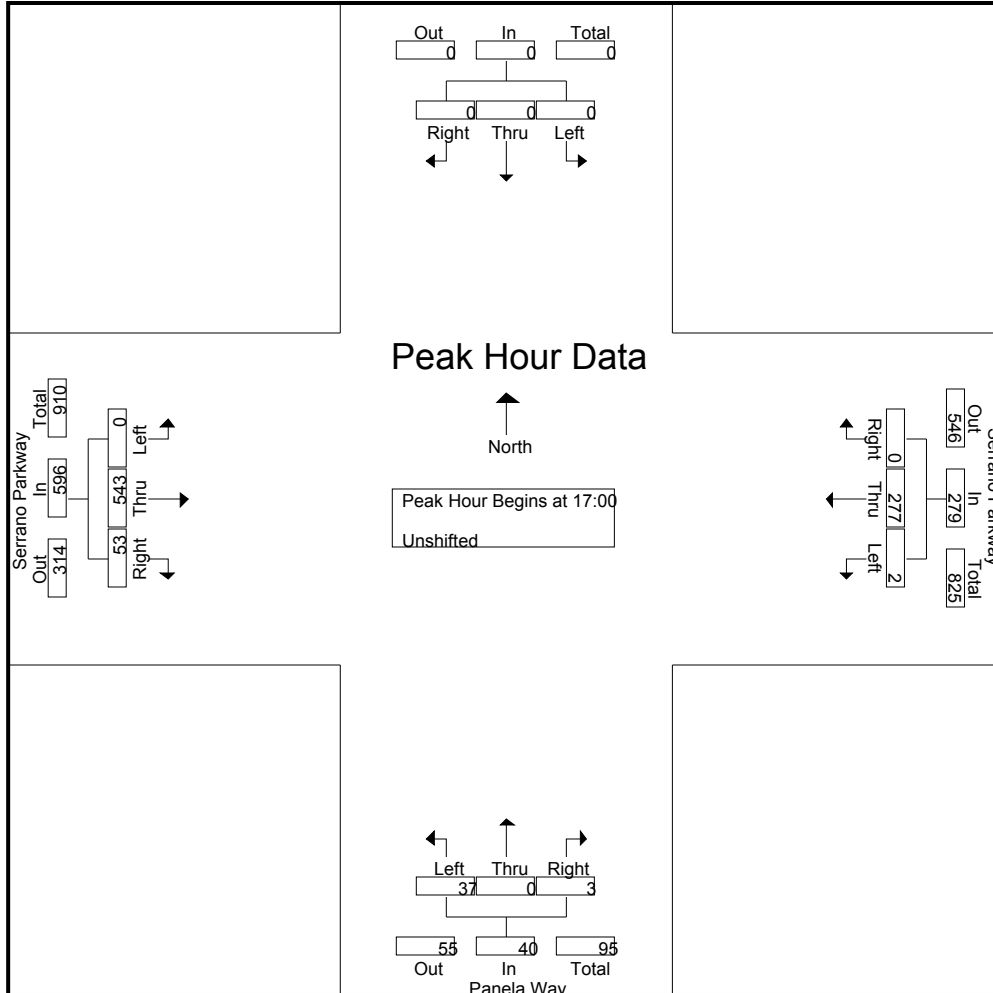 Out In Total
0 0 0
0 0 0
Right Thru Left
Peak Hour Data
North
Peak Hour Begins at 17:00
Unshifted
Serrano Parkway
Total In Out
910 596 314
0 543 53
Left Thru Right
Serrano Parkway
Out In Total
546 279 825
0 277 2
Right Thru Left
Left Thru Right
37 0 3
55 40 95
Out In Total
Panela Way